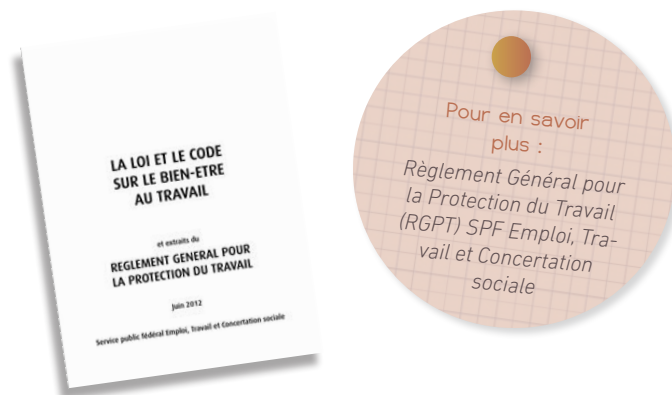 LA LOI ET LE CODE
SUR LE BIEN-ETRE
AU TRAVAIL
et extraits du
REGLEMENT GENERAL POUR
LA PROTECTION DU TRAVAIL
Juin 2012
Service public fédéral Emploi, Travail et Concertation sociale
Pour en savoir
plus :
Règlement Général pour
la Protection du Travail
(RGPT) SPF Emploi, Tra-
vail et Concertation
sociale